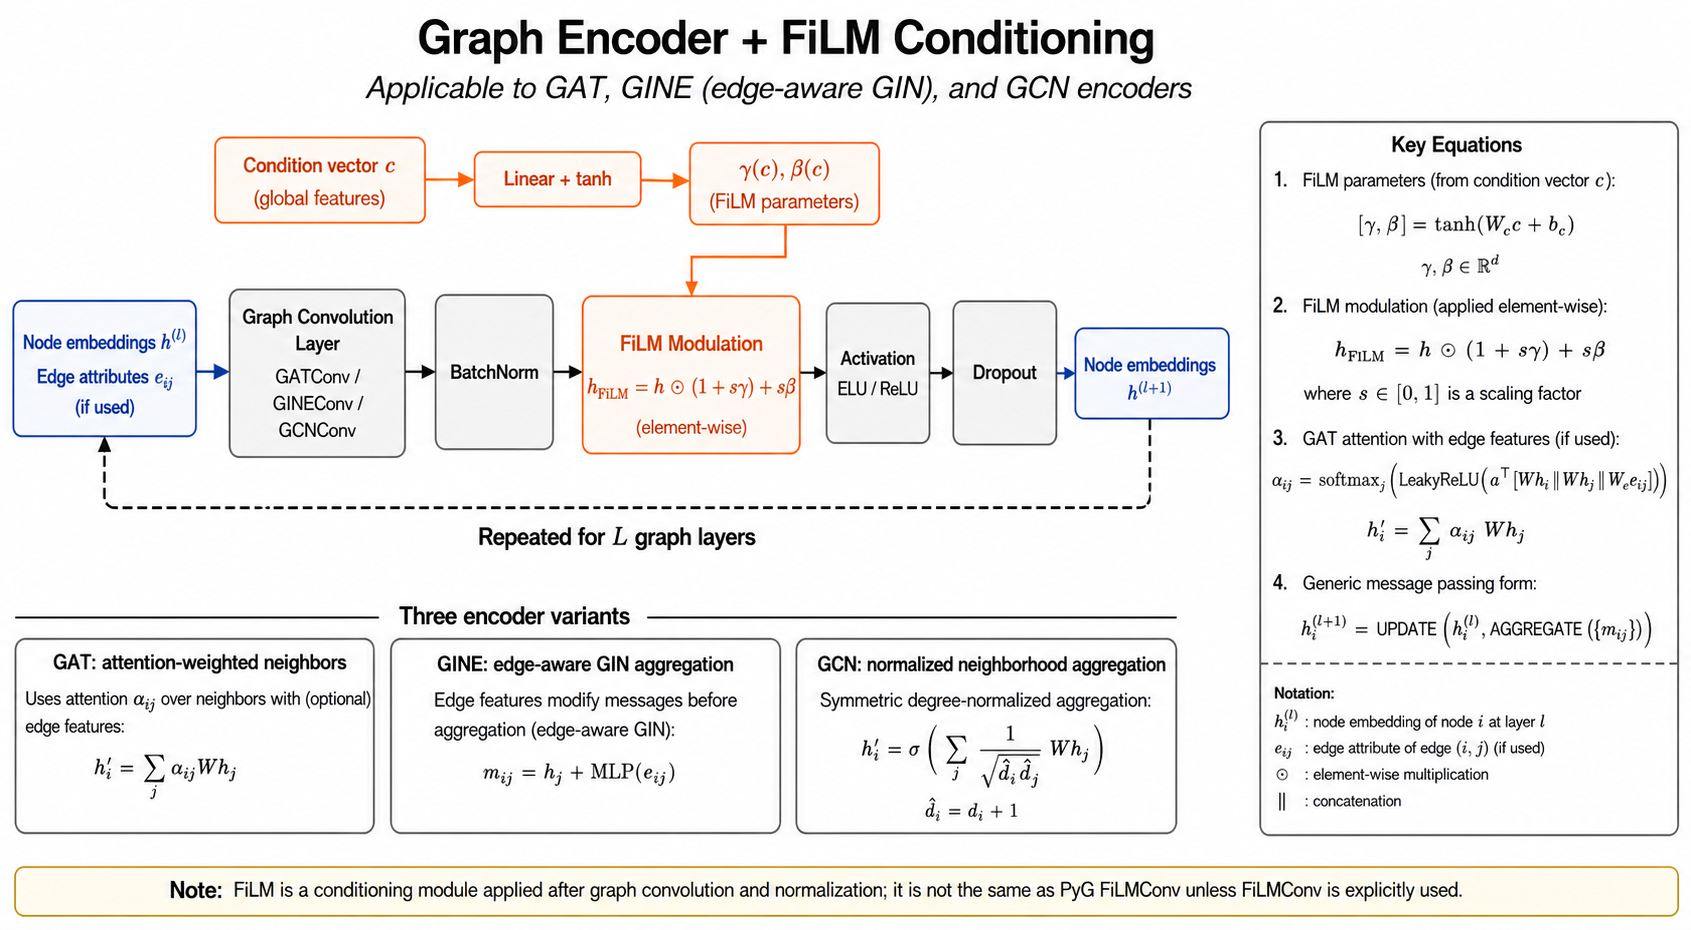 Graph Encoder + FiLM Conditioning
Applicable to GAT, GINE (edge-aware GIN), and GCN encoders
Condition vector c
(global features)
Linear + tanh
γ(c), β(c)
(FiLM parameters)
Node embeddings h^(l)
Edge attributes e_ij
(if used)
Graph Convolution
Layer
GATConv /
GINEConv /
GCNConv
BatchNorm
FiLM Modulation
h_FiLM = h ⊙ (1 + sγ) + sβ
(element-wise)
Activation
ELU / ReLU
Dropout
Node embeddings
h^(l+1)
Repeated for L graph layers
Three encoder variants
GAT: attention-weighted neighbors
Uses attention α_ij over neighbors with (optional)
edge features:
h′_i = ∑_j α_ij Wh_j
GINE: edge-aware GIN aggregation
Edge features modify messages before
aggregation (edge-aware GIN):
m_ij = h_j + MLP(e_ij)
GCN: normalized neighborhood aggregation
Symmetric degree-normalized aggregation:
h′_i = σ ( ∑_j 1 / √(d̂_i d̂_j) Wh_j )
d̂_i = d_i + 1
Key Equations
1. FiLM parameters (from condition vector c):
[γ, β] = tanh(W_c c + b_c)
γ, β ∈ ℝ^d
2. FiLM modulation (applied element-wise):
h_FiLM = h ⊙ (1 + sγ) + sβ
where s ∈ [0, 1] is a scaling factor
3. GAT attention with edge features (if used):
α_ij = softmax_j (LeakyReLU(a^⊤ [Wh_i ‖ Wh_j ‖ W_e e_ij]))
h′_i = ∑_j α_ij Wh_j
4. Generic message passing form:
h_i^(l+1) = UPDATE (h_i^(l), AGGREGATE ({m_ij}))
Notation:
h_i^(l) : node embedding of node i at layer l
e_ij : edge attribute of edge (i, j) (if used)
⊙ : element-wise multiplication
‖ : concatenation
Note: FiLM is a conditioning module applied after graph convolution and normalization; it is not the same as PyG FiLMConv unless FiLMConv is explicitly used.